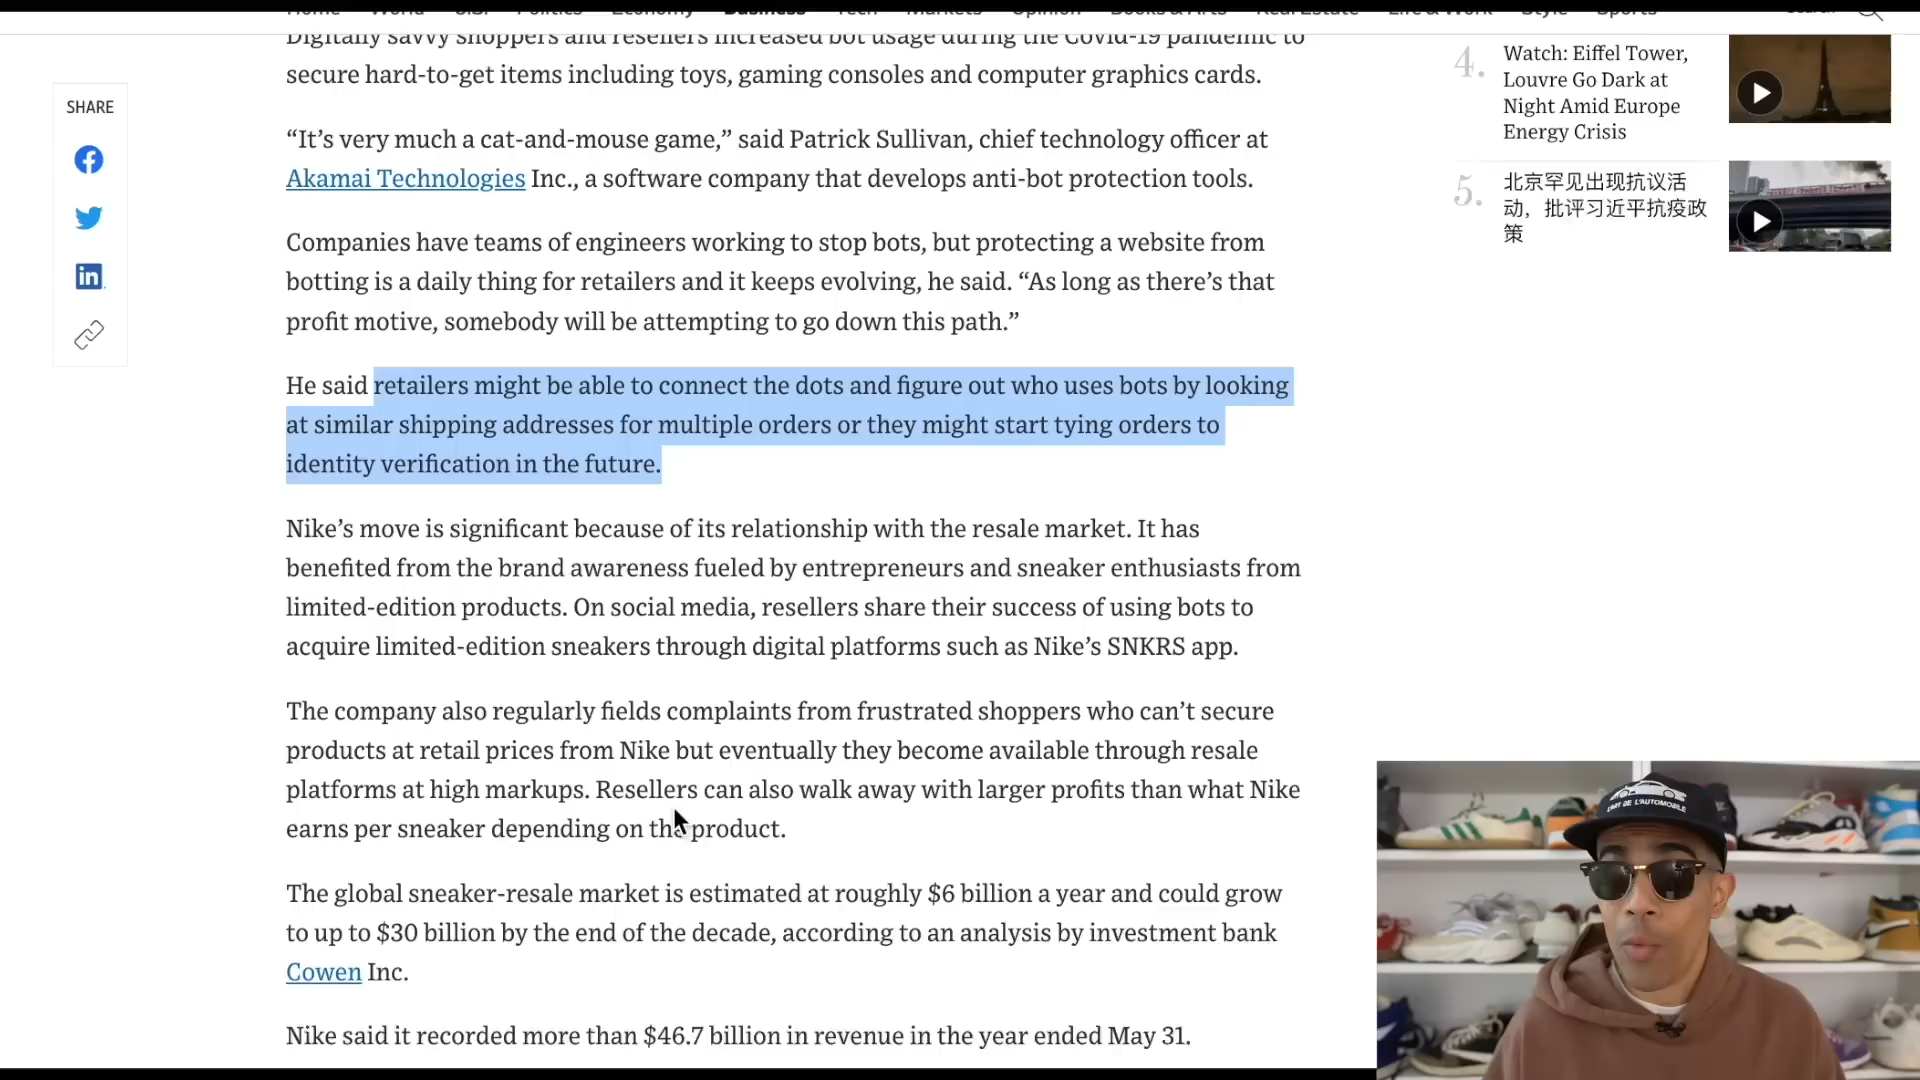 Home World U.S. Politics Economy Business Tech Markets Opinion Books & Arts Real Estate Life & Work Style Sports Search
Digitally savvy shoppers and resellers increased bot usage during the Covid-19 pandemic to
secure hard-to-get items including toys, gaming consoles and computer graphics cards.
“It’s very much a cat-and-mouse game,” said Patrick Sullivan, chief technology officer at
Akamai Technologies Inc., a software company that develops anti-bot protection tools.
Companies have teams of engineers working to stop bots, but protecting a website from
botting is a daily thing for retailers and it keeps evolving, he said. “As long as there’s that
profit motive, somebody will be attempting to go down this path.”
He said retailers might be able to connect the dots and figure out who uses bots by looking
at similar shipping addresses for multiple orders or they might start tying orders to
identity verification in the future.
Nike’s move is significant because of its relationship with the resale market. It has
benefited from the brand awareness fueled by entrepreneurs and sneaker enthusiasts from
limited-edition products. On social media, resellers share their success of using bots to
acquire limited-edition sneakers through digital platforms such as Nike’s SNKRS app.
The company also regularly fields complaints from frustrated shoppers who can’t secure
products at retail prices from Nike but eventually they become available through resale
platforms at high markups. Resellers can also walk away with larger profits than what Nike
earns per sneaker depending on the product.
The global sneaker-resale market is estimated at roughly $6 billion a year and could grow
to up to $30 billion by the end of the decade, according to an analysis by investment bank
Cowen Inc.
Nike said it recorded more than $46.7 billion in revenue in the year ended May 31.
SHARE
in
4. Watch: Eiffel Tower,
Louvre Go Dark at
Night Amid Europe
Energy Crisis
5. 北京罕见出现抗议活
动，批评习近平抗疫政
策
L'ART DE L'AUTOMOBILE